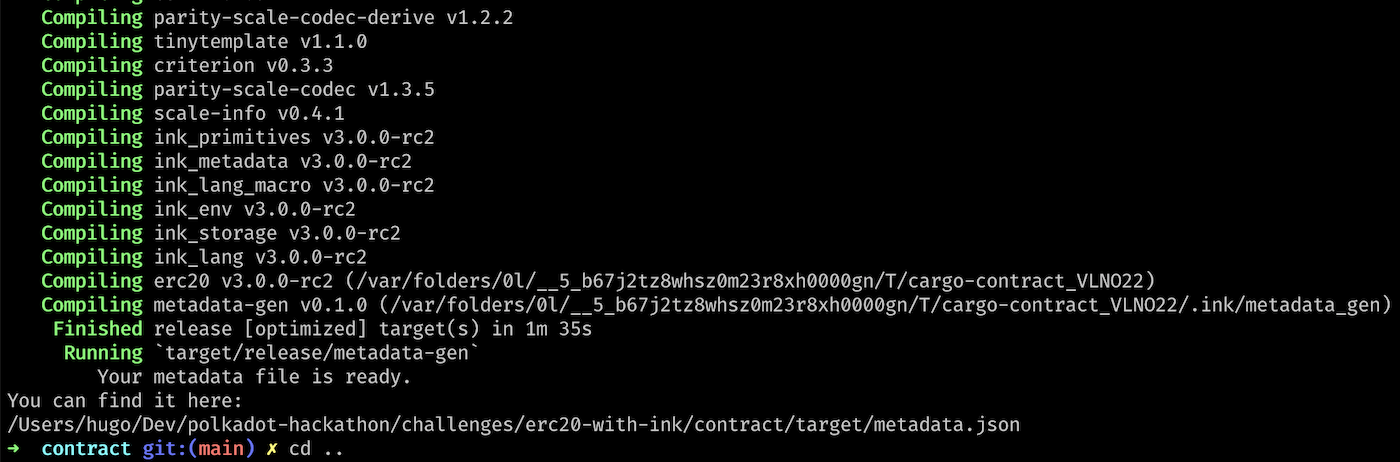 Compiling parity-scale-codec-derive v1.2.2
Compiling tinytemplate v1.1.0
Compiling criterion v0.3.3
Compiling parity-scale-codec v1.3.5
Compiling scale-info v0.4.1
Compiling ink_primitives v3.0.0-rc2
Compiling ink_metadata v3.0.0-rc2
Compiling ink_lang_macro v3.0.0-rc2
Compiling ink_env v3.0.0-rc2
Compiling ink_storage v3.0.0-rc2
Compiling ink_lang v3.0.0-rc2
Compiling erc20 v3.0.0-rc2 (/var/folders/0l/__5_b67j2tz8whsz0m23r8xh0000gn/T/cargo-contract_VLNO22)
Compiling metadata-gen v0.1.0 (/var/folders/0l/__5_b67j2tz8whsz0m23r8xh0000gn/T/cargo-contract_VLNO22/.ink/metadata_gen)
Finished release [optimized] target(s) in 1m 35s
Running `target/release/metadata-gen`
Your metadata file is ready.
You can find it here:
/Users/hugo/Dev/polkadot-hackathon/challenges/erc20-with-ink/contract/target/metadata.json
➜ contract git:(main) ✗ cd ..